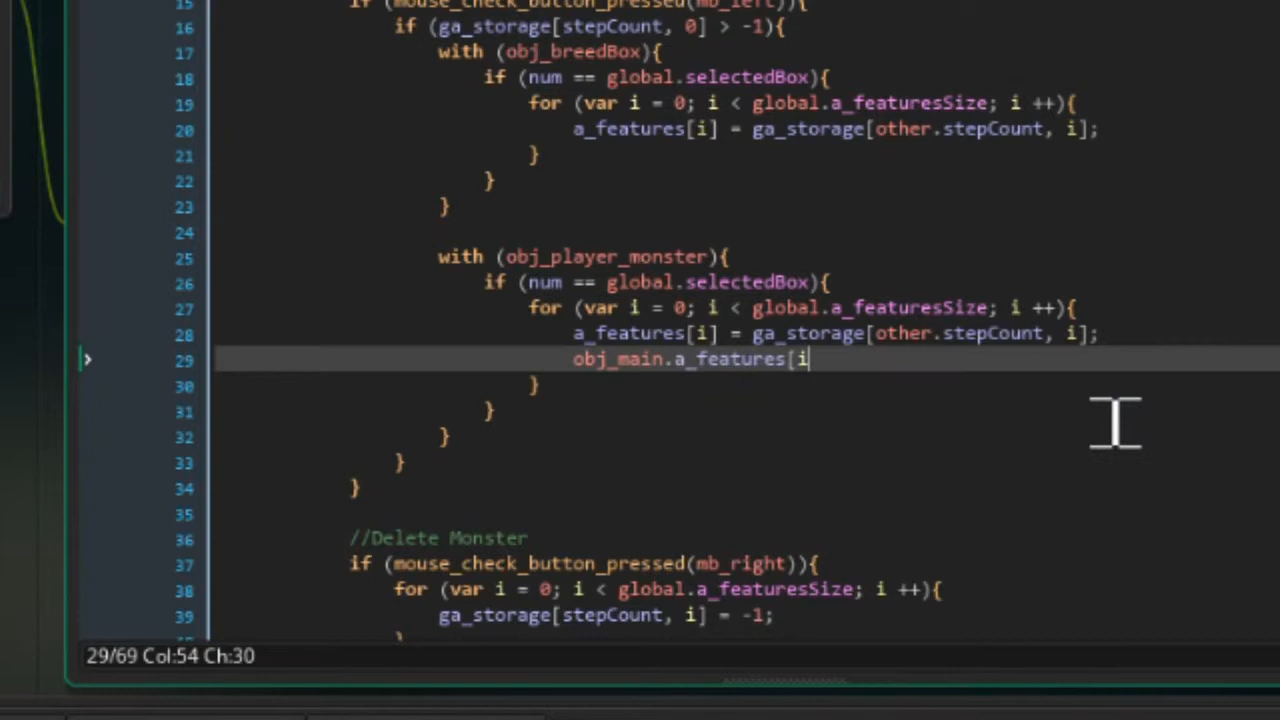 15 if (mouse_check_button_pressed(mb_left)){
16 if (ga_storage[stepCount, 0] > -1){
17 with (obj_breedBox){
18 if (num == global.selectedBox){
19 for (var i = 0; i < global.a_featuresSize; i ++){
20 a_features[i] = ga_storage[other.stepCount, i];
21 }
22 }
23 }
24
25 with (obj_player_monster){
26 if (num == global.selectedBox){
27 for (var i = 0; i < global.a_featuresSize; i ++){
28 a_features[i] = ga_storage[other.stepCount, i];
29 obj_main.a_features[i
30 }
31 }
32 }
33 }
34 }
35
36 //Delete Monster
37 if (mouse_check_button_pressed(mb_right)){
38 for (var i = 0; i < global.a_featuresSize; i ++){
39 ga_storage[stepCount, i] = -1;
}
29/69 Col:54 Ch:30